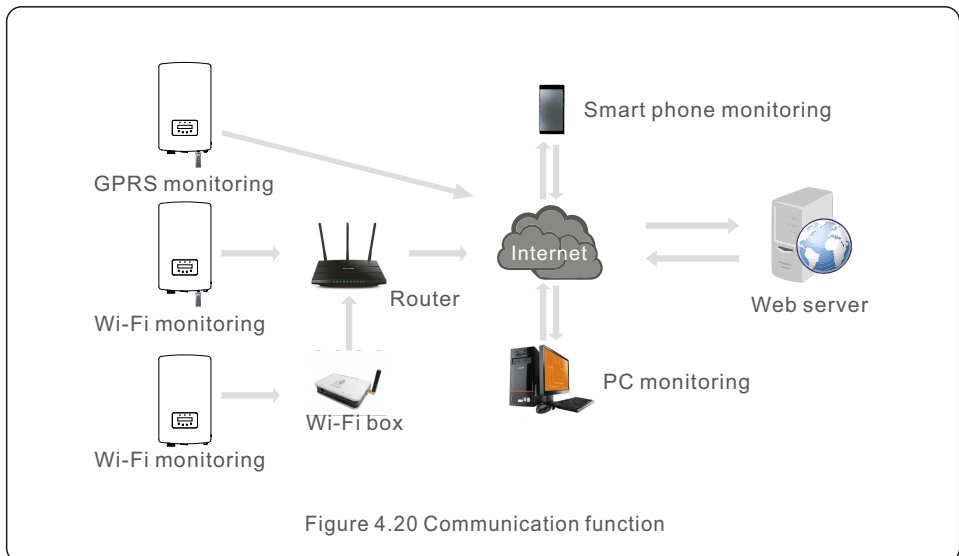 Smart phone monitoring
GPRS monitoring
Internet
Router
Web server
Wi-Fi monitoring
PC monitoring
Wi-Fi box
Wi-Fi monitoring
Figure 4.20 Communication function